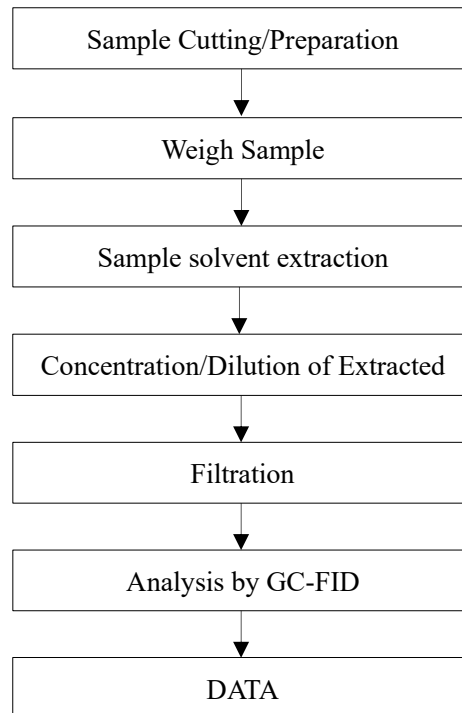 Sample Cutting/Preparation
Weigh Sample
Sample solvent extraction
Concentration/Dilution of Extracted
Filtration
Analysis by GC-FID
DATA